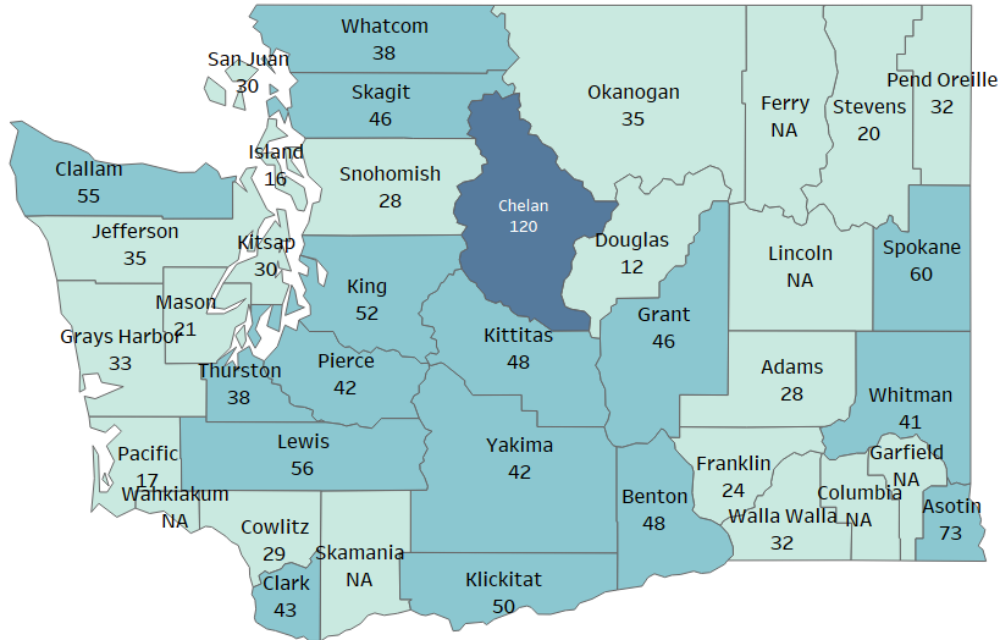 Whatcom
38
San Juan
30
Skagit
46
Okanogan
35
Ferry
NA
Stevens
20
Pend Oreille
32
Clallam
55
Island
16
Snohomish
28
Chelan
120
Jefferson
35
Kitsap
30
Douglas
12
Lincoln
NA
Spokane
60
King
52
Mason
21
Grays Harbor
33
Kittitas
48
Grant
46
Thurston
38
Pierce
42
Adams
28
Whitman
41
Lewis
56
Yakima
42
Pacific
17
Franklin
24
Garfield
NA
Wahkiakum
NA
Benton
48
Columbia
NA
Asotin
73
Cowlitz
29
Skamania
NA
Walla Walla
32
Clark
43
Klickitat
50